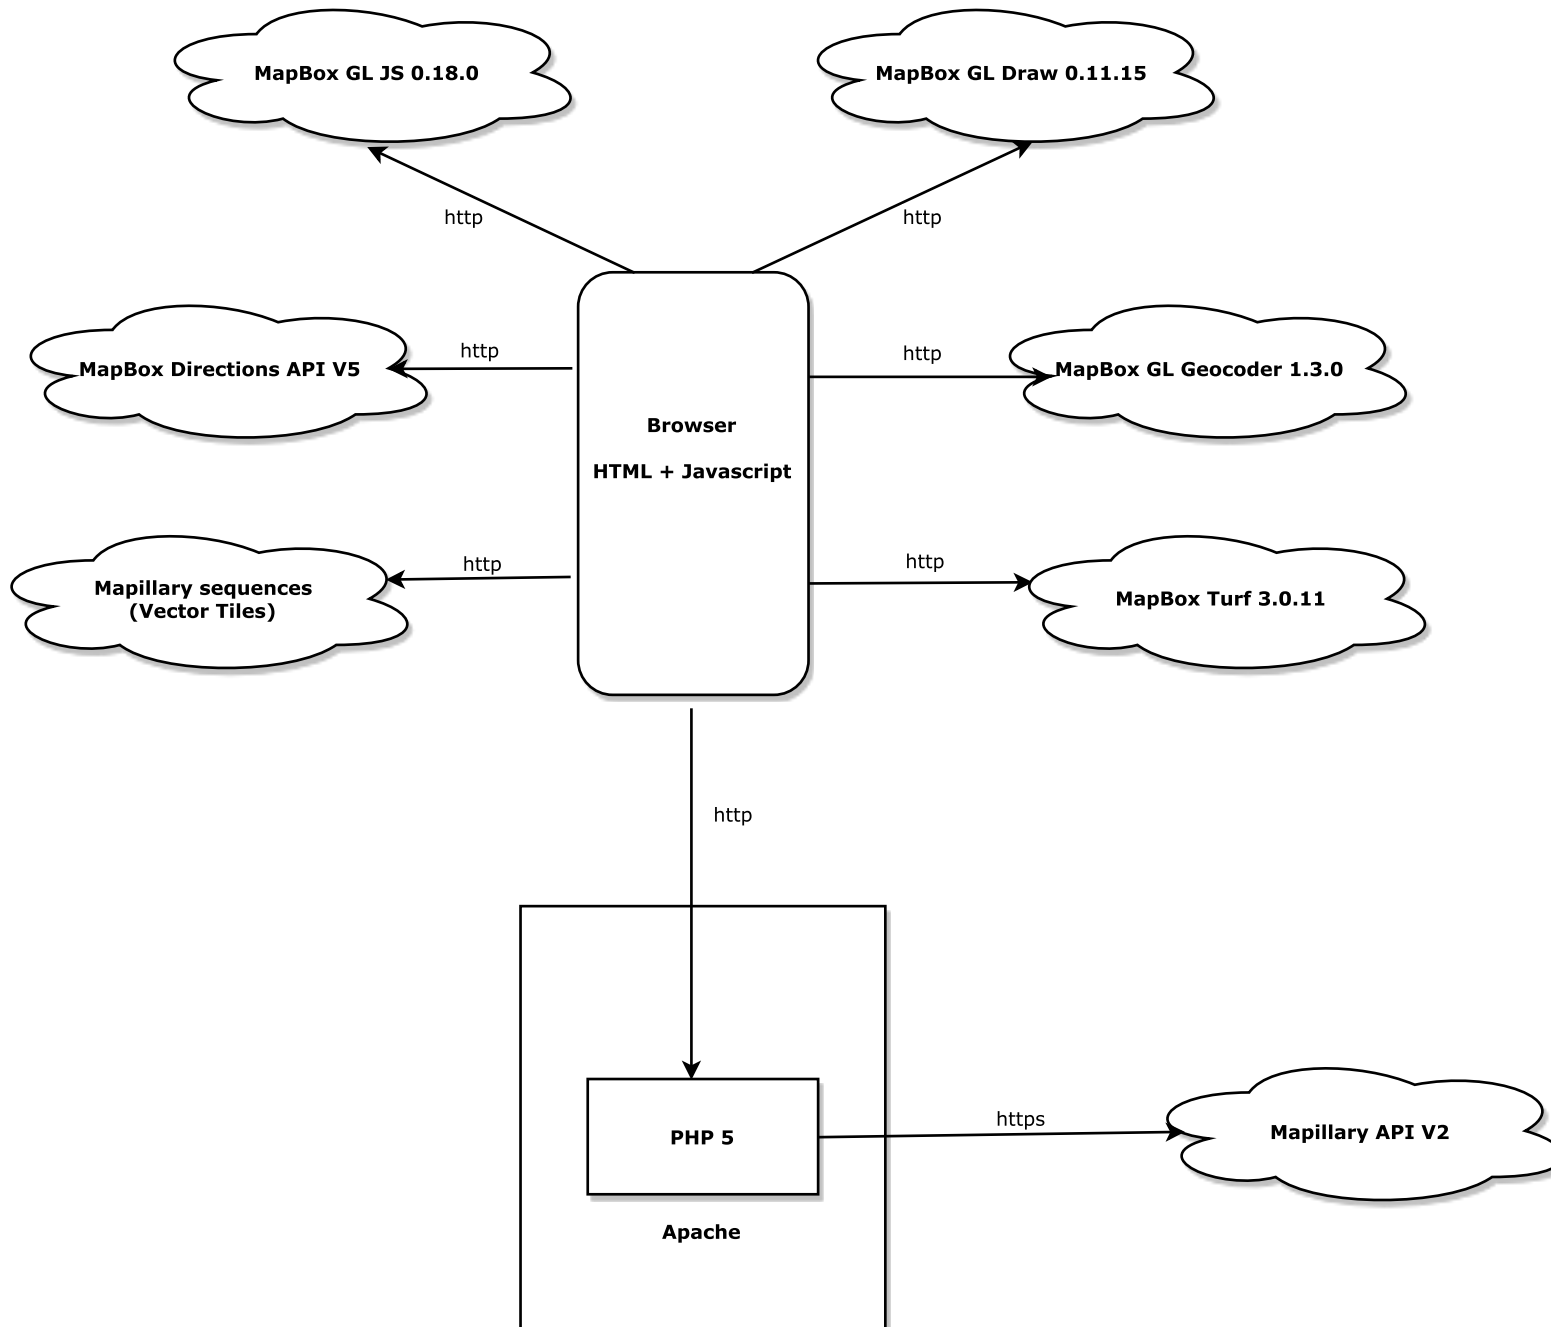 MapBox GL JS 0.18.0
MapBox GL Draw 0.11.15
http
http
MapBox Directions API V5
http
http
MapBox GL Geocoder 1.3.0
Browser
HTML + Javascript
Mapillary sequences
(Vector Tiles)
http
http
MapBox Turf 3.0.11
http
PHP 5
https
Mapillary API V2
Apache